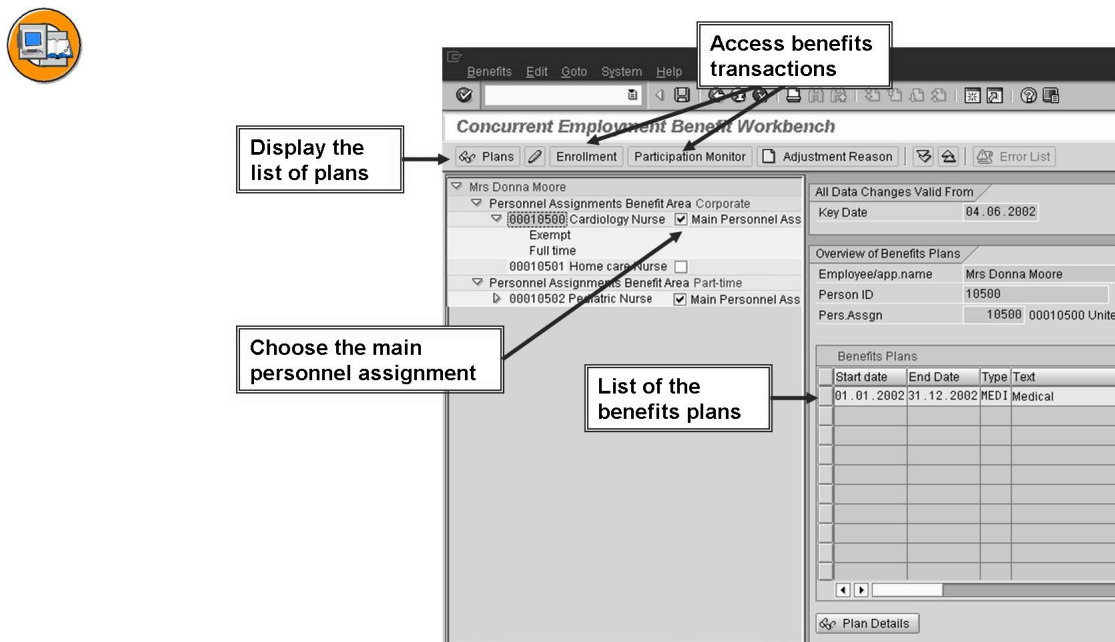 Access benefits
transactions
Benefits Edit Goto System Help
Concurrent Employment Benefit Workbench
Display the
list of plans
Plans Enrollment Participation Monitor Adjustment Reason Error List
Mrs Donna Moore
Personnel Assignments Benefit Area Corporate
00010500 Cardiology Nurse Main Personnel Ass
Exempt
Full time
00010501 Home care Nurse
Personnel Assignments Benefit Area Part-time
00010502 Pediatric Nurse Main Personnel Ass
Choose the main
personnel assignment
All Data Changes Valid From
Key Date 04.06.2002
Overview of Benefits Plans
Employee/app.name Mrs Donna Moore
Person ID 10500
Pers.Assgn 10500 00010500 Unite
List of the
benefits plans
Benefits Plans
Start date End Date Type Text
01.01.2002 31.12.2002 MEDI Medical
Plan Details